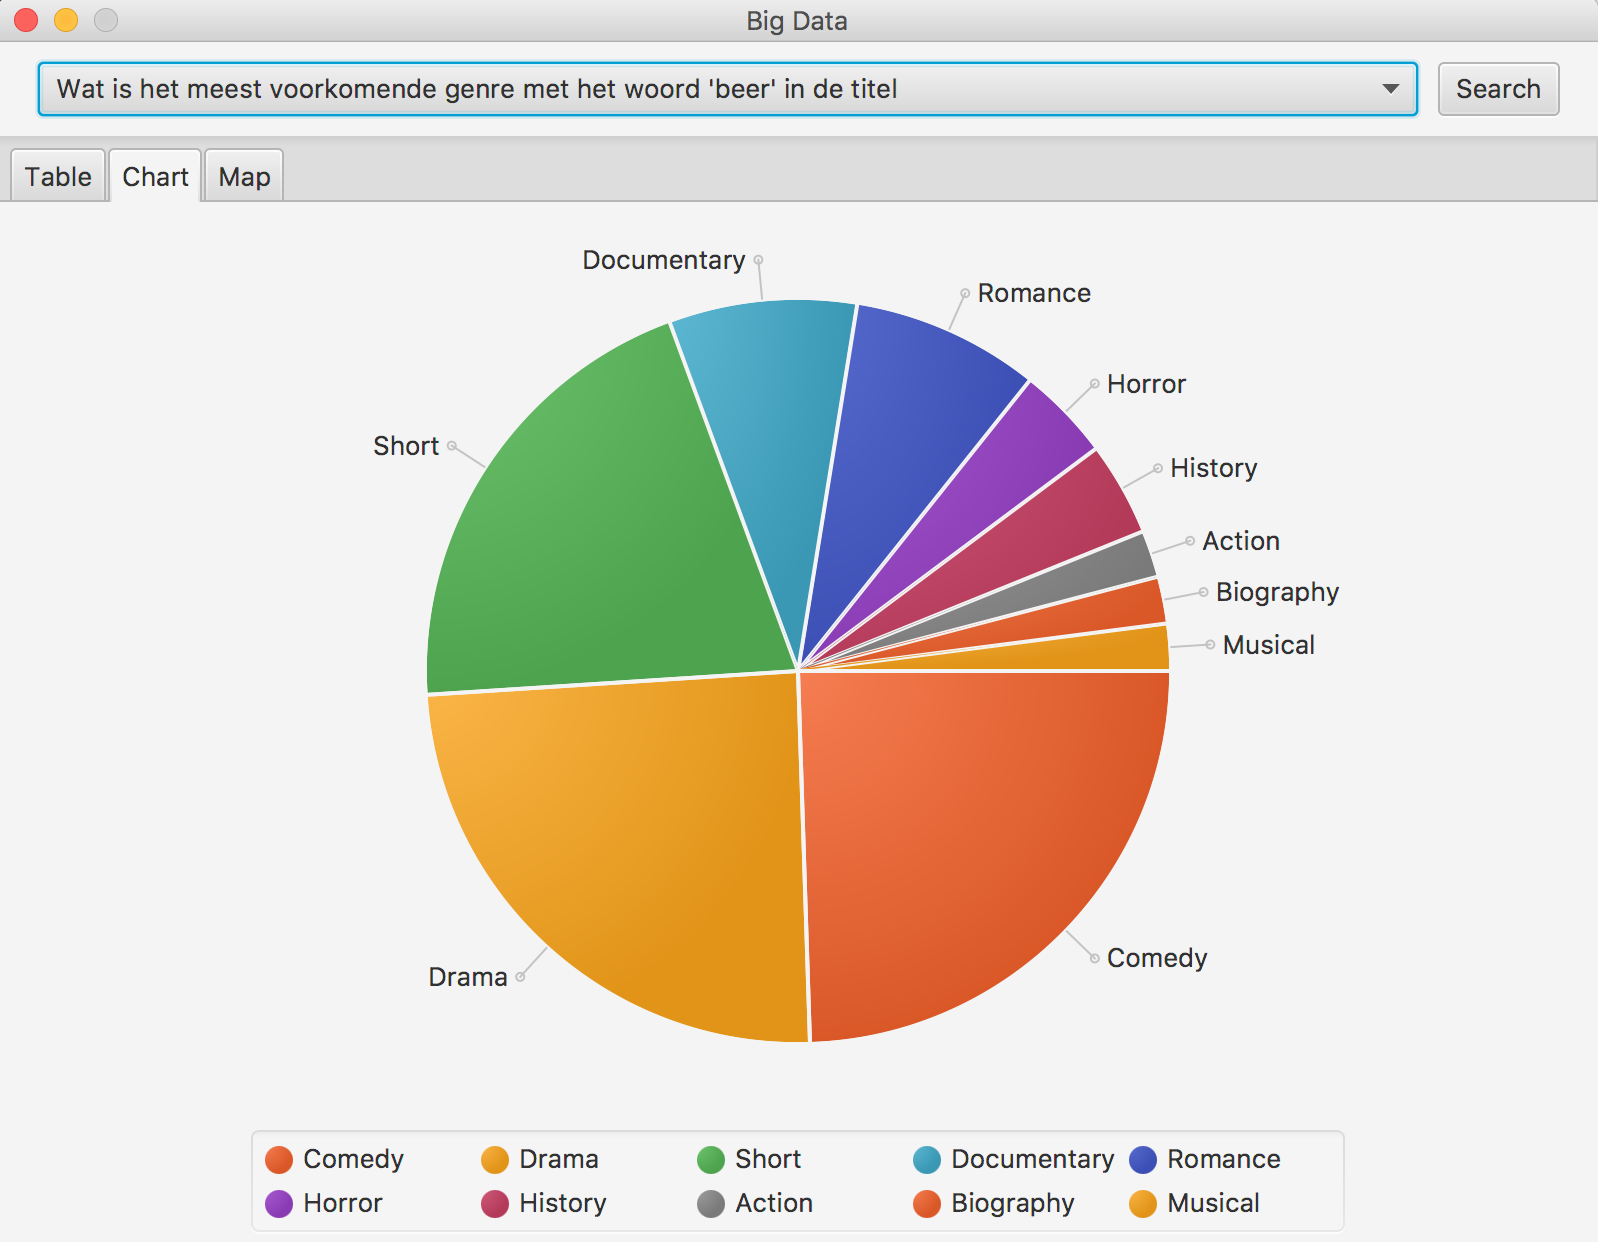 Big Data
Wat is het meest voorkomende genre met het woord 'beer' in de titel
Search
Table Chart Map
Documentary
Romance
Horror
Short
History
Action
Biography
Musical
Comedy
Drama
Comedy Drama Short Documentary Romance
Horror History Action Biography Musical